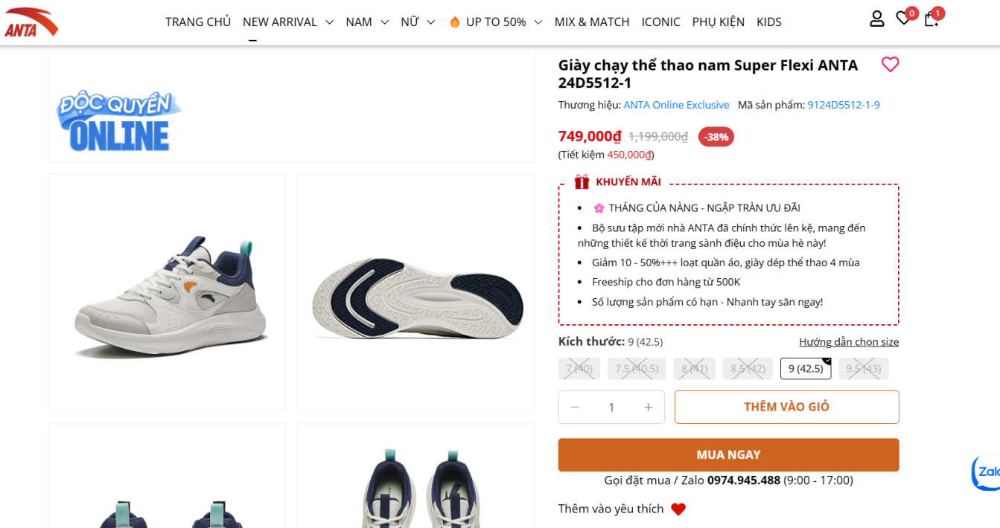 ANTA
TRANG CHỦ
NEW ARRIVAL
NAM
NỮ
UP TO 50%
MIX & MATCH
ICONIC
PHỤ KIỆN
KIDS
0
1
ĐỘC QUYỀN
ONLINE
Giày chạy thể thao nam Super Flexi ANTA
24D5512-1
Thương hiệu: ANTA Online Exclusive Mã sản phẩm: 9124D5512-1-9
749,000₫ 1,199,000₫ -38%
(Tiết kiệm 450,000₫)
KHUYẾN MÃI
THÁNG CỦA NÀNG - NGẬP TRÀN ƯU ĐÃI
Bộ sưu tập mới nhà ANTA đã chính thức lên kệ, mang đến
những thiết kế thời trang sành điệu cho mùa hè này!
Giảm 10 - 50%+++ loạt quần áo, giày dép thể thao 4 mùa
Freeship cho đơn hàng từ 500K
Số lượng sản phẩm có hạn - Nhanh tay săn ngay!
Kích thước: 9 (42.5)
Hướng dẫn chọn size
7 (40)
7.5 (40.5)
8 (41)
8.5 (42)
9 (42.5)
9.5 (43)
1
THÊM VÀO GIỎ
MUA NGAY
Gọi đặt mua / Zalo 0974.945.488 (9:00 - 17:00)
Thêm vào yêu thích
Zalo